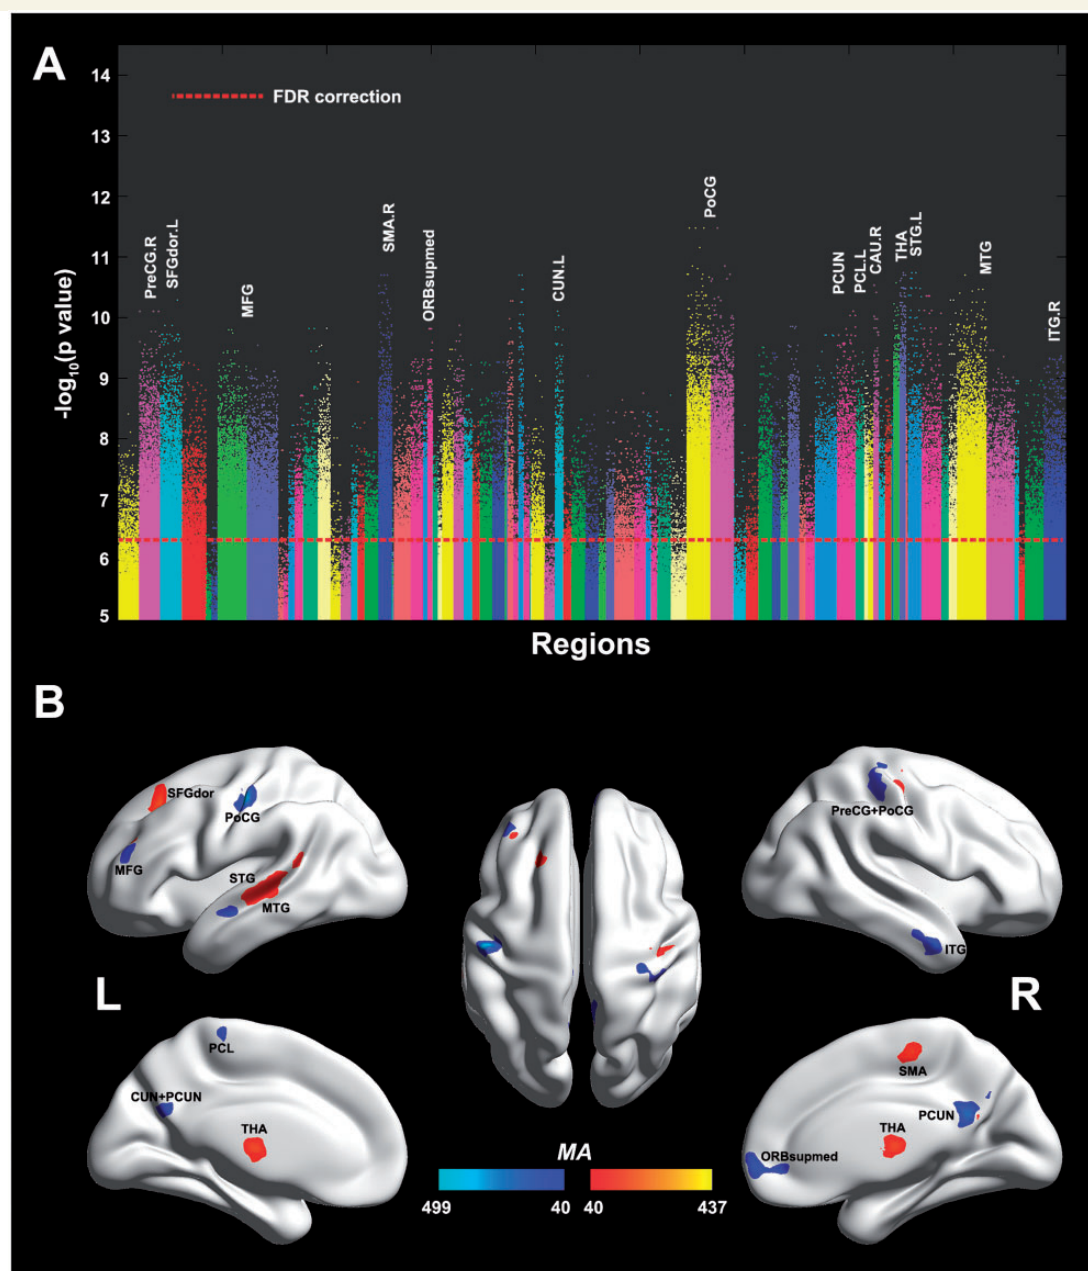 A
14
13
12
11
10
9
8
7
6
5
-log10(p value)
FDR correction
PreCG.R
SFGdor.L
MFG
SMA.R
ORBsupmed
CUN.L
PoCG
PCUN
PCL.L
CAU.R
THA
STG.L
MTG
ITG.R
Regions
B
SFGdor
PoCG
MFG
STG
MTG
PreCG+PoCG
ITG
L
R
PCL
CUN+PCUN
THA
SMA
PCUN
THA
ORBsupmed
MA
499 40 40 437